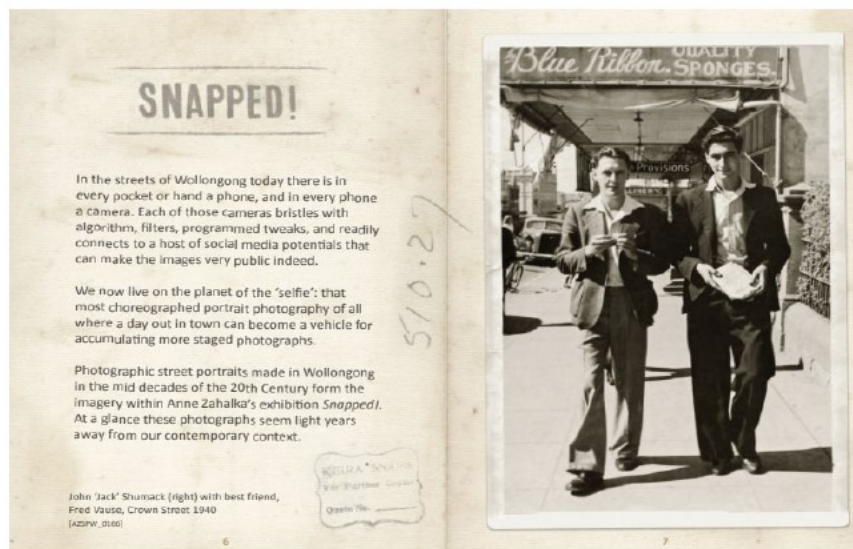 SNAPPED!
In the streets of Wollongong today there is in
every pocket or hand a phone, and in every phone
a camera. Each of those cameras bristles with
algorithm, filters, programmed tweaks, and readily
connects to a host of social media potentials that
can make the images very public indeed.
We now live on the planet of the ‘selfie’: that
most choreographed portrait photography of all
where a day out in town can become a vehicle for
accumulating more staged photographs.
Photographic street portraits made in Wollongong
in the mid decades of the 20th Century form the
imagery within Anne Zahalka's exhibition Snapped!.
At a glance these photographs seem light years
away from our contemporary context.
John ‘Jack’ Shumack (right) with best friend,
Fred Vause, Crown Street 1940
6
510.27
Blue Ribbon. QUALITY
SPONGES.
Provisions
7